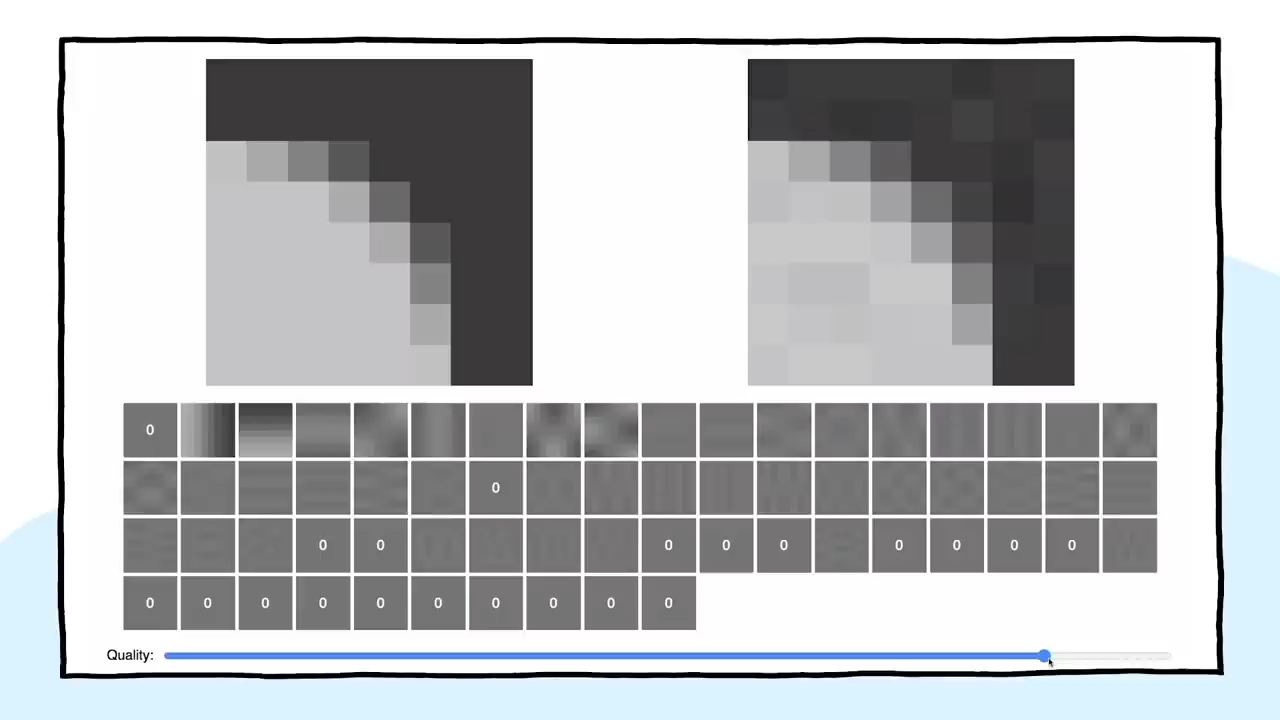 0
0
0 0 0 0 0 0 0 0 0
0 0 0 0 0 0 0 0 0 0
Quality: